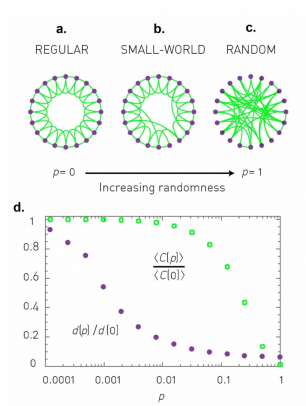 a. b. c.
REGULAR SMALL-WORLD RANDOM
p = 0 p = 1
Increasing randomness
d.
1
0.8
0.6
0.4
0.2
0
⟨C(p)⟩
⟨C(0)⟩
d(p) / d(0)
0.0001 0.001 0.01 0.1 1
p